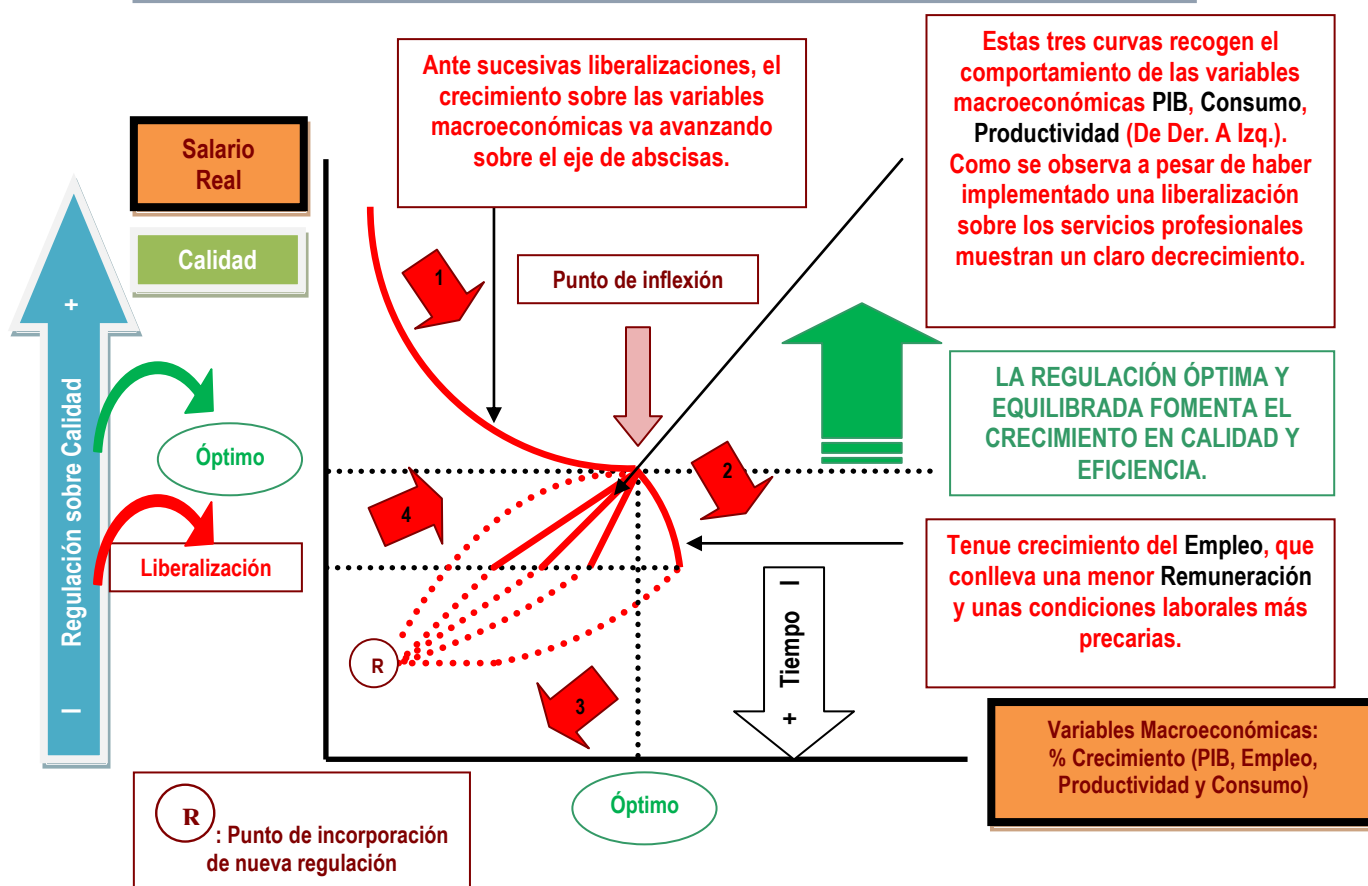 Ante sucesivas liberalizaciones, el
crecimiento sobre las variables
macroeconómicas va avanzando
sobre el eje de abscisas.
Estas tres curvas recogen el
comportamiento de las variables
macroeconómicas PIB, Consumo,
Productividad (De Der. A Izq.).
Como se observa a pesar de haber
implementado una liberalización
sobre los servicios profesionales
muestran un claro decrecimiento.
Salario
Real
Calidad
Punto de inflexión
1
2
3
4
LA REGULACIÓN ÓPTIMA Y
EQUILIBRADA FOMENTA EL
CRECIMIENTO EN CALIDAD Y
EFICIENCIA.
Óptimo
Liberalización
− Regulación sobre Calidad +
Tenue crecimiento del Empleo, que
conlleva una menor Remuneración
y unas condiciones laborales más
precarias.
+ Tiempo −
R
Variables Macroeconómicas:
% Crecimiento (PIB, Empleo,
Productividad y Consumo)
Óptimo
R
: Punto de incorporación
de nueva regulación